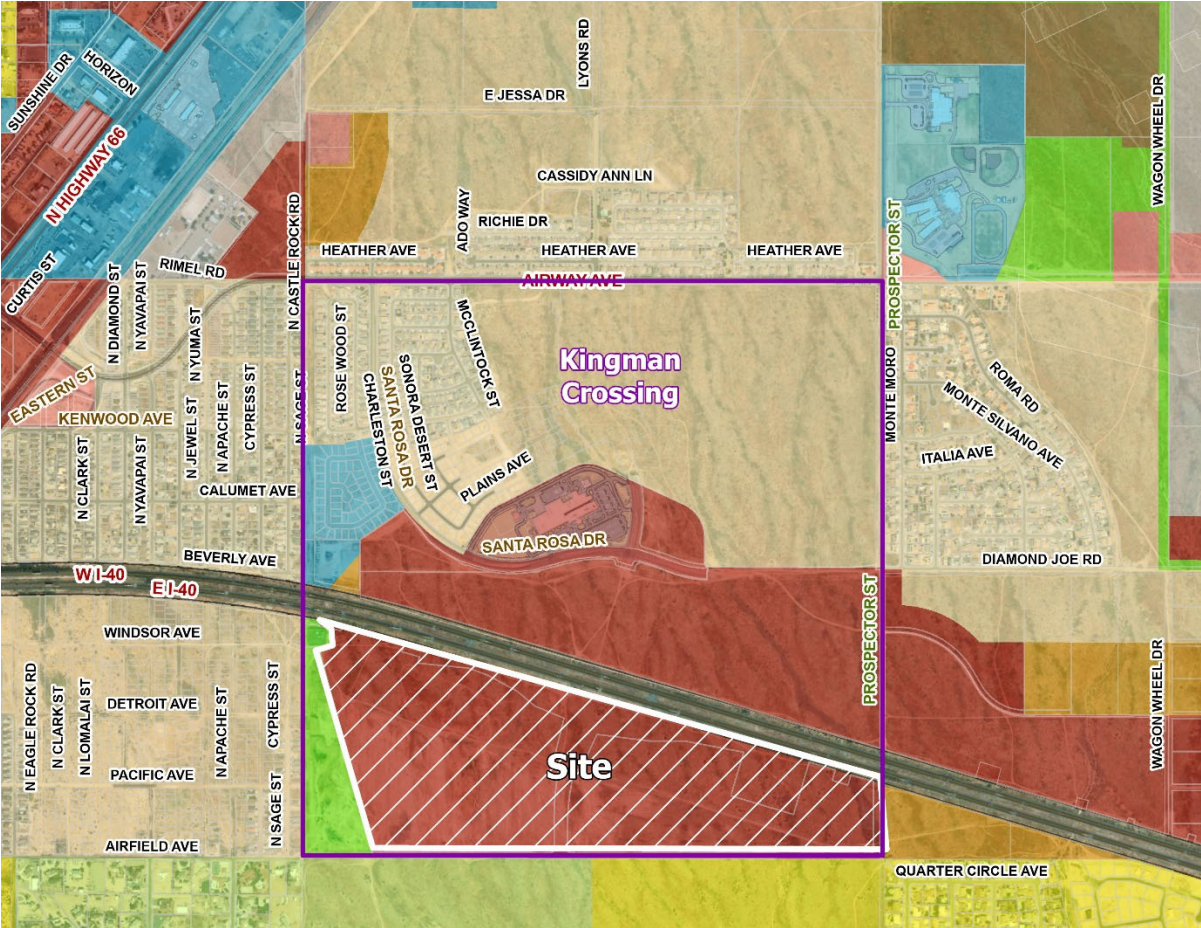 LYONS RD
SUNSHINE DR
HORIZON
E JESSA DR
WAGON WHEEL DR
N HIGHWAY 66
CASSIDY ANN LN
ADO WAY
RICHIE DR
N CASTLE ROCK RD
HEATHER AVE
HEATHER AVE
HEATHER AVE
PROSPECTOR ST
CURTIS ST
RIMEL RD
AIRWAY AVE
N DIAMOND ST
N YAVAPAI ST
N YUMA ST
ROSE WOOD ST
MCCLINTOCK ST
Kingman
Crossing
MONTE MORO
ROMA RD
EASTERN ST
KENWOOD AVE
N JEWEL ST
N APACHE ST
CYPRESS ST
N SAGE ST
CHARLESTON ST
SANTA ROSA DR
SONORA DESERT ST
MONTE SILVANO AVE
N CLARK ST
N YAVAPAI ST
ITALIA AVE
CALUMET AVE
PLAINS AVE
SANTA ROSA DR
BEVERLY AVE
DIAMOND JOE RD
W I-40
E I-40
WINDSOR AVE
PROSPECTOR ST
N EAGLE ROCK RD
N CLARK ST
N LOMALAI ST
DETROIT AVE
N APACHE ST
CYPRESS ST
WAGON WHEEL DR
PACIFIC AVE
N SAGE ST
Site
AIRFIELD AVE
QUARTER CIRCLE AVE